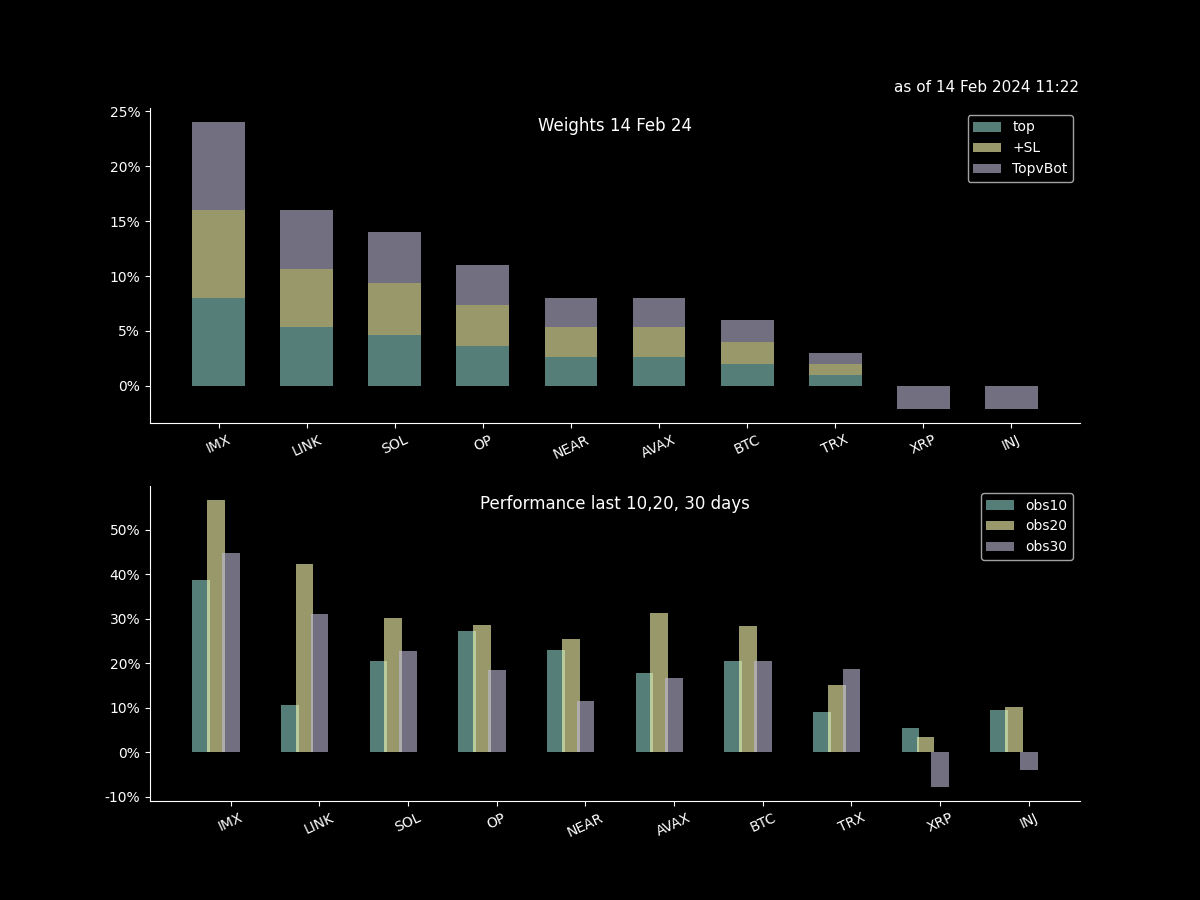 as of 14 Feb 2024 11:22
Weights 14 Feb 24
top
+SL
TopvBot
25%
20%
15%
10%
5%
0%
IMX LINK SOL OP NEAR AVAX BTC TRX XRP INJ
Performance last 10,20, 30 days
obs10
obs20
obs30
50%
40%
30%
20%
10%
0%
-10%
IMX LINK SOL OP NEAR AVAX BTC TRX XRP INJ